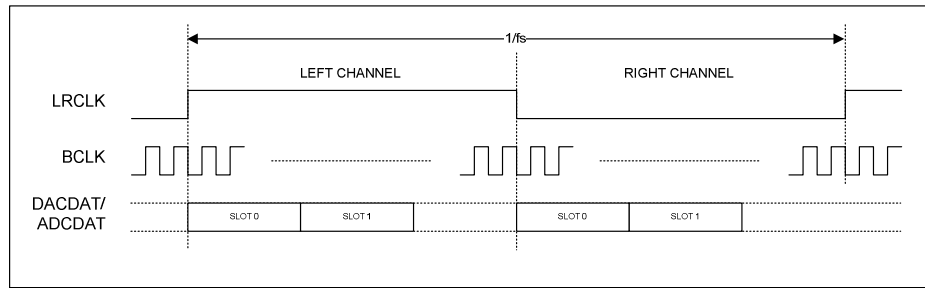 1/fs
LEFT CHANNEL
RIGHT CHANNEL
LRCLK
BCLK
DACDAT/
ADCDAT
SLOT 0
SLOT 1
SLOT 0
SLOT 1